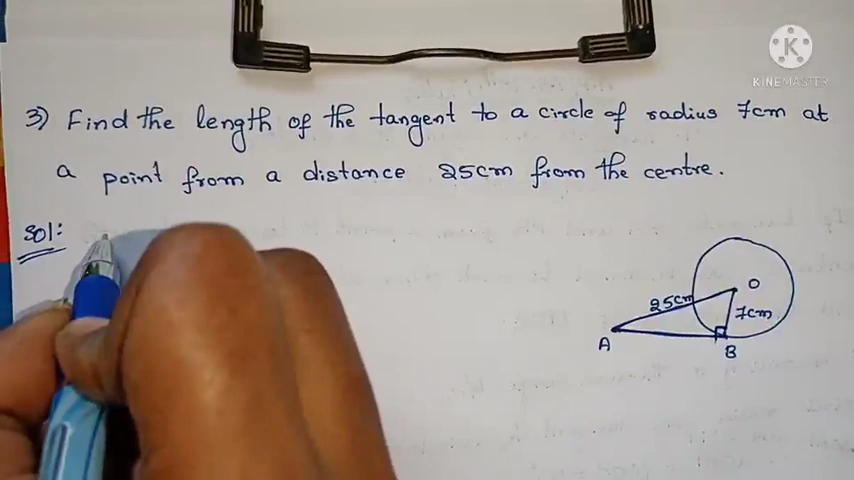 K
KINEMASTER
3) Find the length of the tangent to a circle of radius 7cm at
a point from a distance 25cm from the centre.
Sol:
O
25cm
7cm
A
B